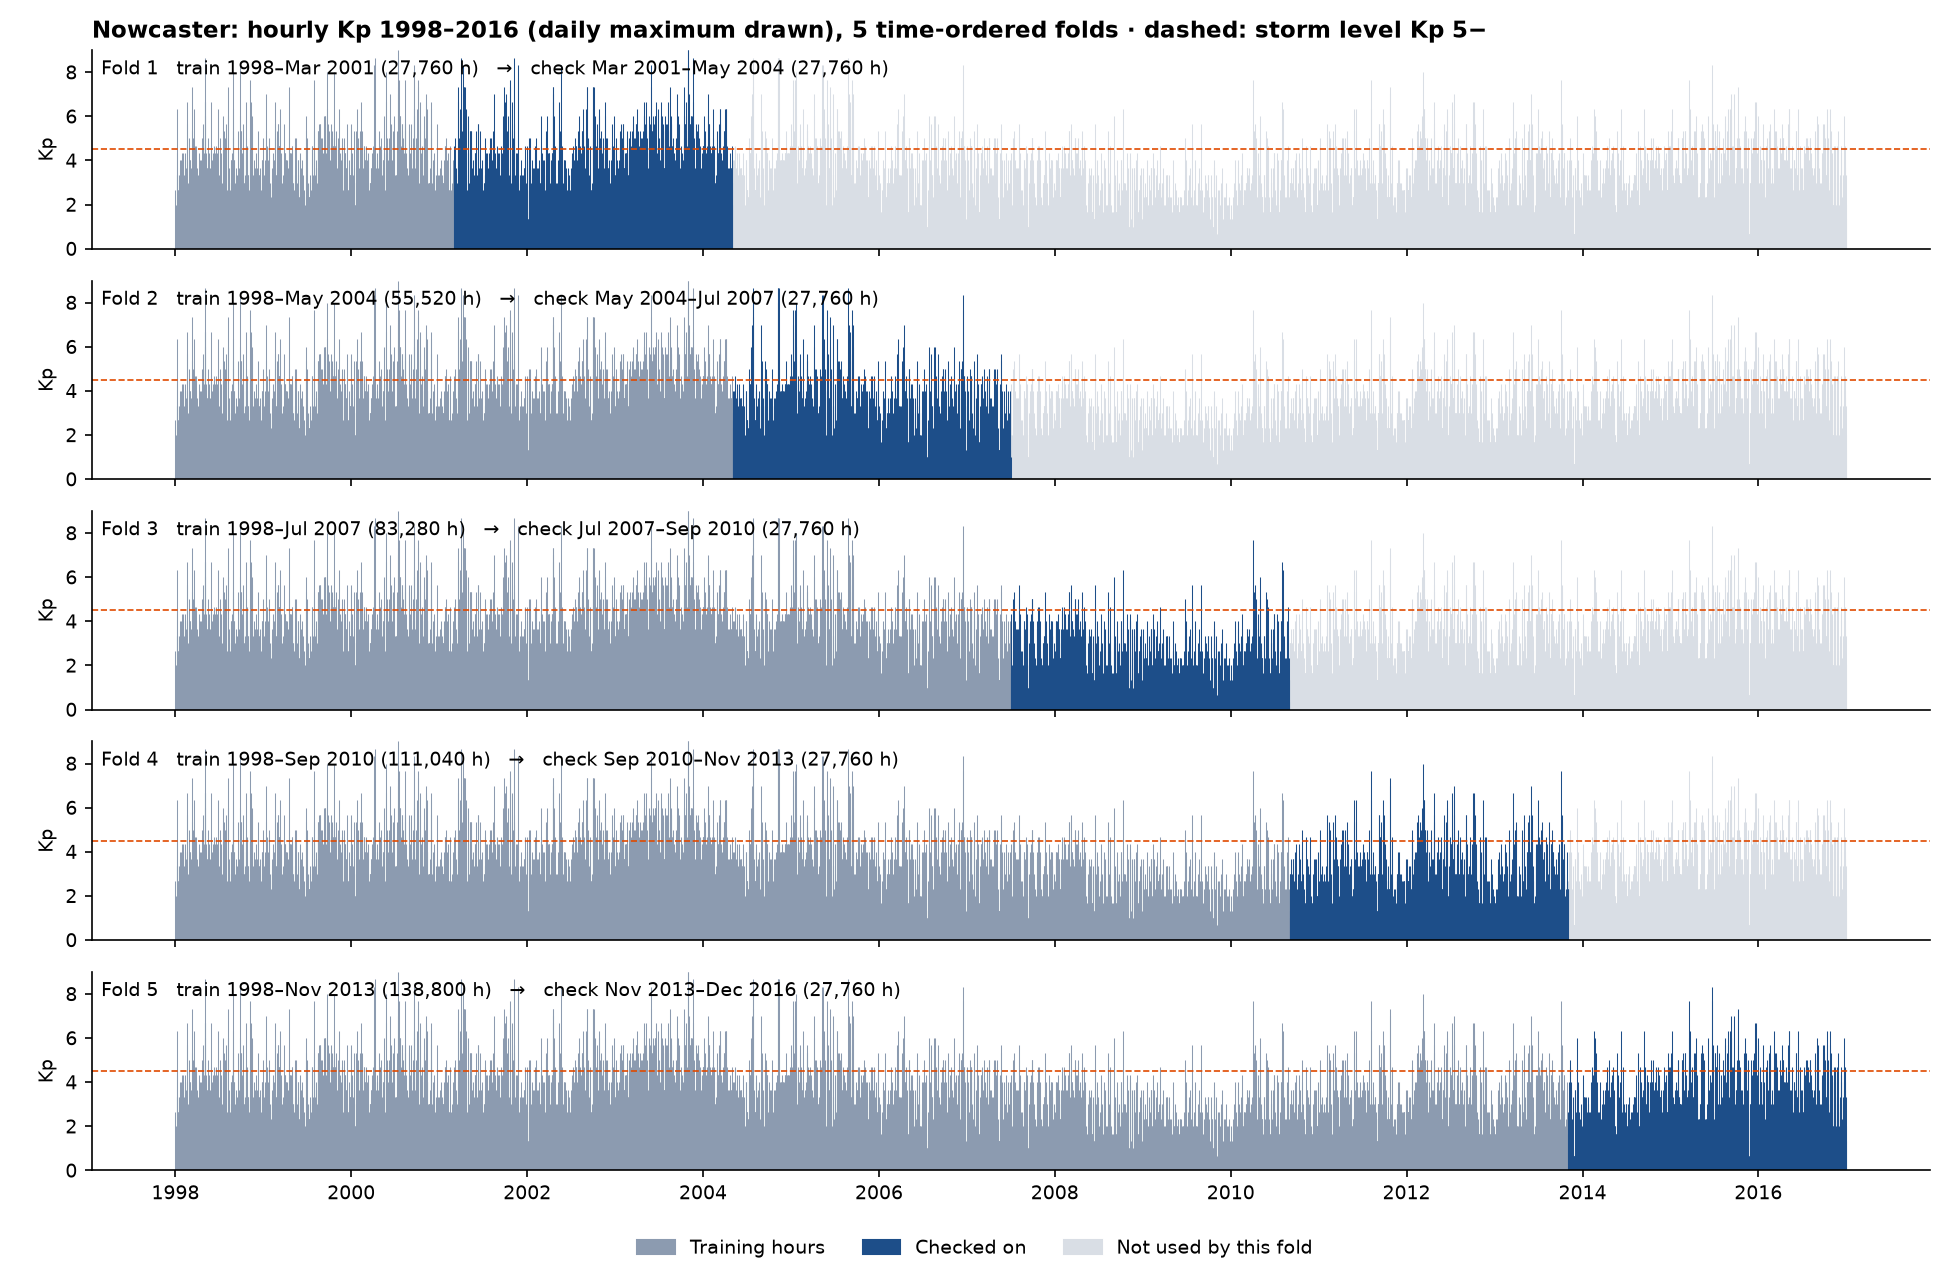 Nowcaster: hourly Kp 1998–2016 (daily maximum drawn), 5 time-ordered folds · dashed: storm level Kp 5−
Fold 1 train 1998–Mar 2001 (27,760 h) → check Mar 2001–May 2004 (27,760 h)
8
6
4
2
0
Kp
Fold 2 train 1998–May 2004 (55,520 h) → check May 2004–Jul 2007 (27,760 h)
8
6
4
2
0
Kp
Fold 3 train 1998–Jul 2007 (83,280 h) → check Jul 2007–Sep 2010 (27,760 h)
8
6
4
2
0
Kp
Fold 4 train 1998–Sep 2010 (111,040 h) → check Sep 2010–Nov 2013 (27,760 h)
8
6
4
2
0
Kp
Fold 5 train 1998–Nov 2013 (138,800 h) → check Nov 2013–Dec 2016 (27,760 h)
8
6
4
2
0
Kp
1998 2000 2002 2004 2006 2008 2010 2012 2014 2016
Training hours Checked on Not used by this fold